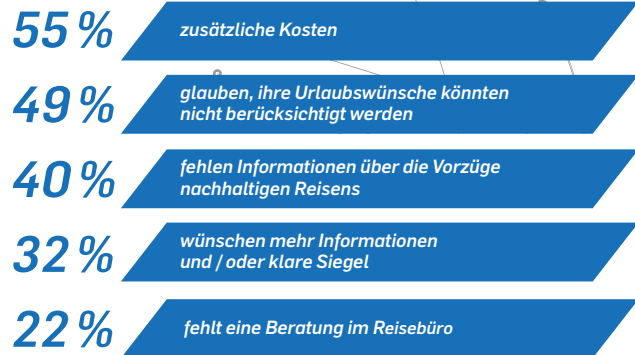 55 %
zusätzliche Kosten
49 %
glauben, ihre Urlaubswünsche könnten
nicht berücksichtigt werden
40 %
fehlen Informationen über die Vorzüge
nachhaltigen Reisens
32 %
wünschen mehr Informationen
und / oder klare Siegel
22 %
fehlt eine Beratung im Reisebüro